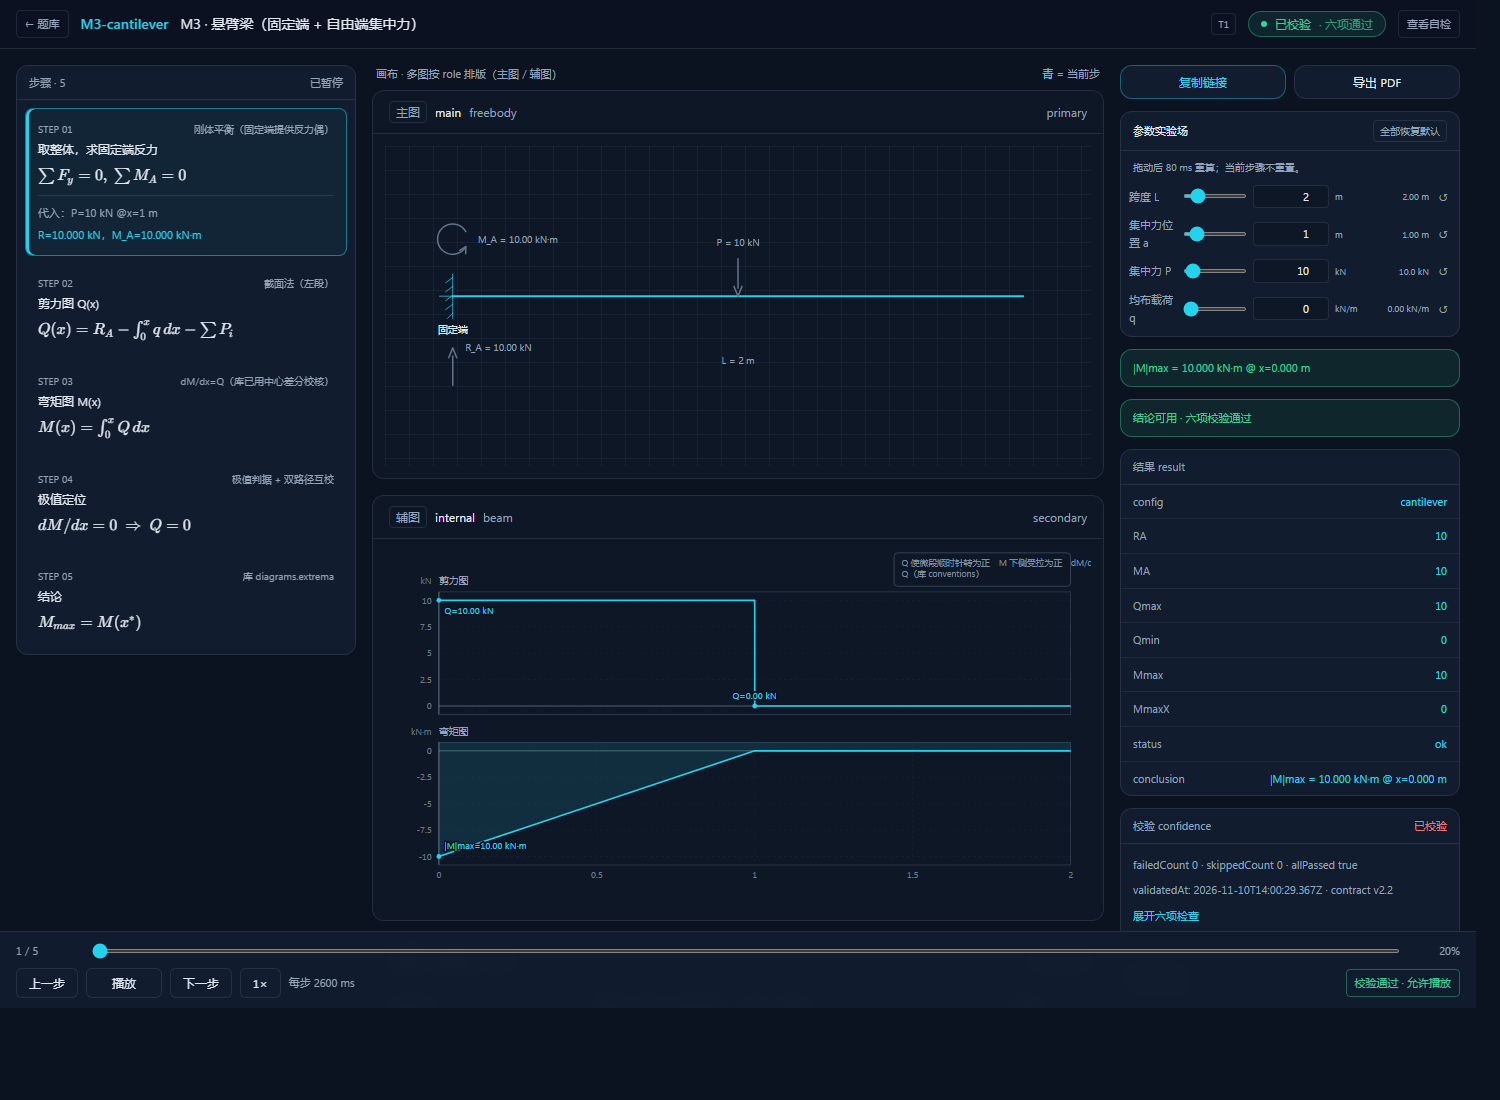 ← 题库
M3-cantilever
M3 · 悬臂梁（固定端 + 自由端集中力）
T1
已校验 · 六项通过
查看自检
步骤 · 5
已暂停
STEP 01
刚体平衡（固定端提供反力偶）
取整体，求固定端反力
∑ F_y = 0, ∑ M_A = 0
代入：P=10 kN @x=1 m
R=10.000 kN，M_A=10.000 kN·m
STEP 02
截面法（左段）
剪力图 Q(x)
Q(x) = R_A − ∫_0^x q dx − ∑ P_i
STEP 03
dM/dx=Q（库已用中心差分校核）
弯矩图 M(x)
M(x) = ∫_0^x Q dx
STEP 04
极值判据 + 双路径互校
极值定位
dM/dx = 0 ⇒ Q = 0
STEP 05
库 diagrams.extrema
结论
M_max = M(x*)
画布 · 多图按 role 排版（主图 / 辅图）
青 = 当前步
主图 main freebody
primary
M_A = 10.00 kN·m
P = 10 kN
固定端
R_A = 10.00 kN
L = 2 m
辅图 internal beam
secondary
Q 使微段顺时针转为正 M 下侧受拉为正 dM/d
Q（库 conventions）
kN 剪力图
10
7.5
5
2.5
0
Q=10.00 kN
Q=0.00 kN
kN·m 弯矩图
0
-2.5
-5
-7.5
-10
|M|max=10.00 kN·m
0
0.5
1
1.5
2
复制链接
导出 PDF
参数实验场
全部恢复默认
拖动后 80 ms 重算；当前步骤不重置。
跨度 L 2 m 2.00 m ↺
集中力位置 a 1 m 1.00 m ↺
集中力 P 10 kN 10.0 kN ↺
均布载荷 q 0 kN/m 0.00 kN/m ↺
|M|max = 10.000 kN·m @ x=0.000 m
结论可用 · 六项校验通过
结果 result
config cantilever
RA 10
MA 10
Qmax 10
Qmin 0
Mmax 10
MmaxX 0
status ok
conclusion |M|max = 10.000 kN·m @ x=0.000 m
校验 confidence
已校验
failedCount 0 · skippedCount 0 · allPassed true
validatedAt: 2026-11-10T14:00:29.367Z · contract v2.2
展开六项检查
1 / 5
20%
上一步
播放
下一步
1×
每步 2600 ms
校验通过 · 允许播放